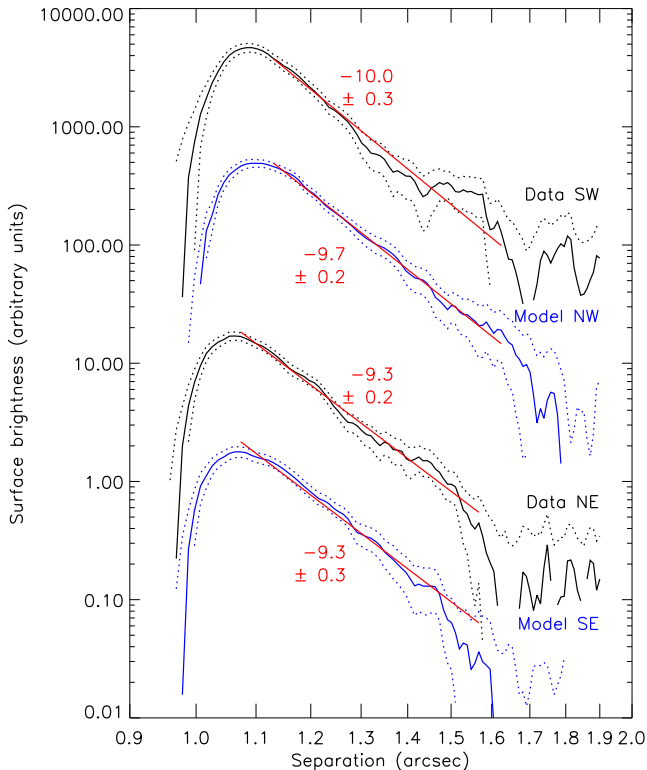 10000.00
1000.00
100.00
10.00
1.00
0.10
0.01
Surface brightness (arbitrary units)
−10.0
± 0.3
Data SW
−9.7
± 0.2
Model NW
−9.3
± 0.2
Data NE
−9.3
± 0.3
Model SE
0.9 1.0 1.1 1.2 1.3 1.4 1.5 1.6 1.7 1.8 1.9 2.0
Separation (arcsec)